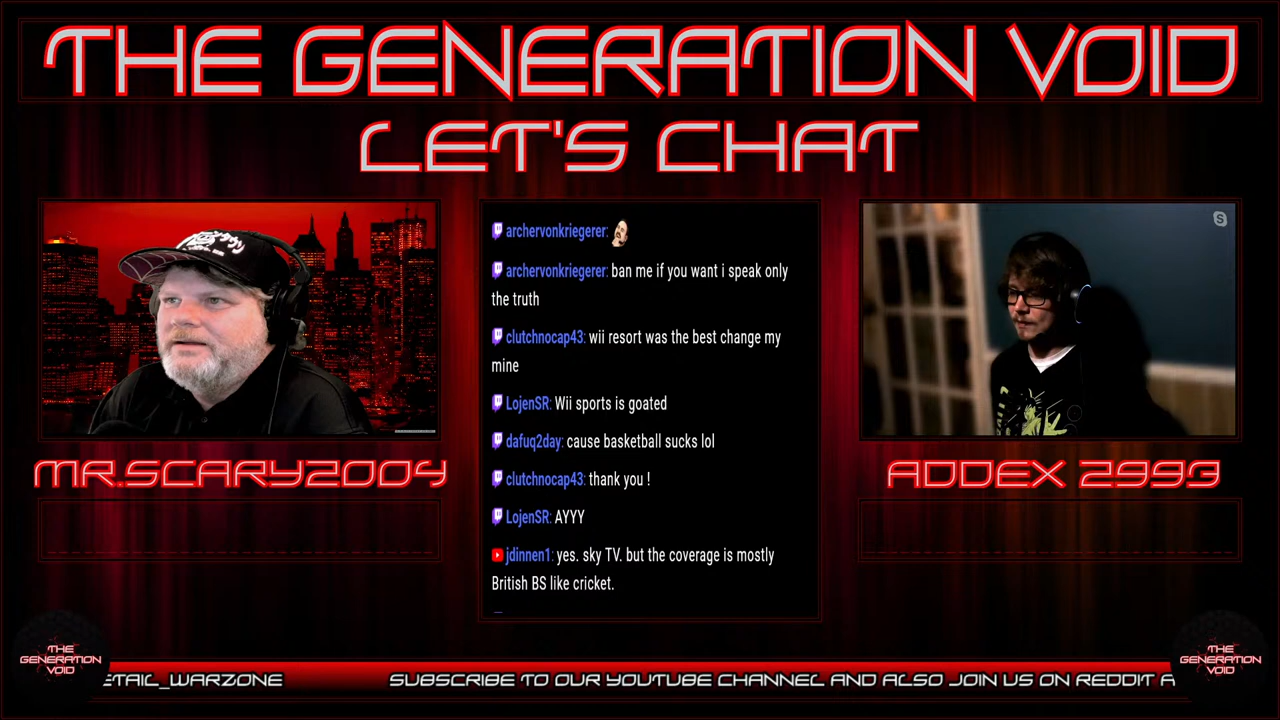 THE GENERATION VOID
LET'S CHAT
archervonkriegerer:
archervonkriegerer: ban me if you want i speak only
the truth
clutchnocap43: wii resort was the best change my
mine
LojenSR: Wii sports is goated
dafuq2day: cause basketball sucks lol
clutchnocap43: thank you !
LojenSR: AYYY
jdinnen1: yes. sky TV. but the coverage is mostly
British BS like cricket.
MR.SCARY2004
ADDEX 2993
THE
GENERATION
VOID
ETAIL_WARZONE
SUBSCRIBE TO OUR YOUTUBE CHANNEL AND ALSO JOIN US ON REDDIT A
THE
GENERATION
VOID